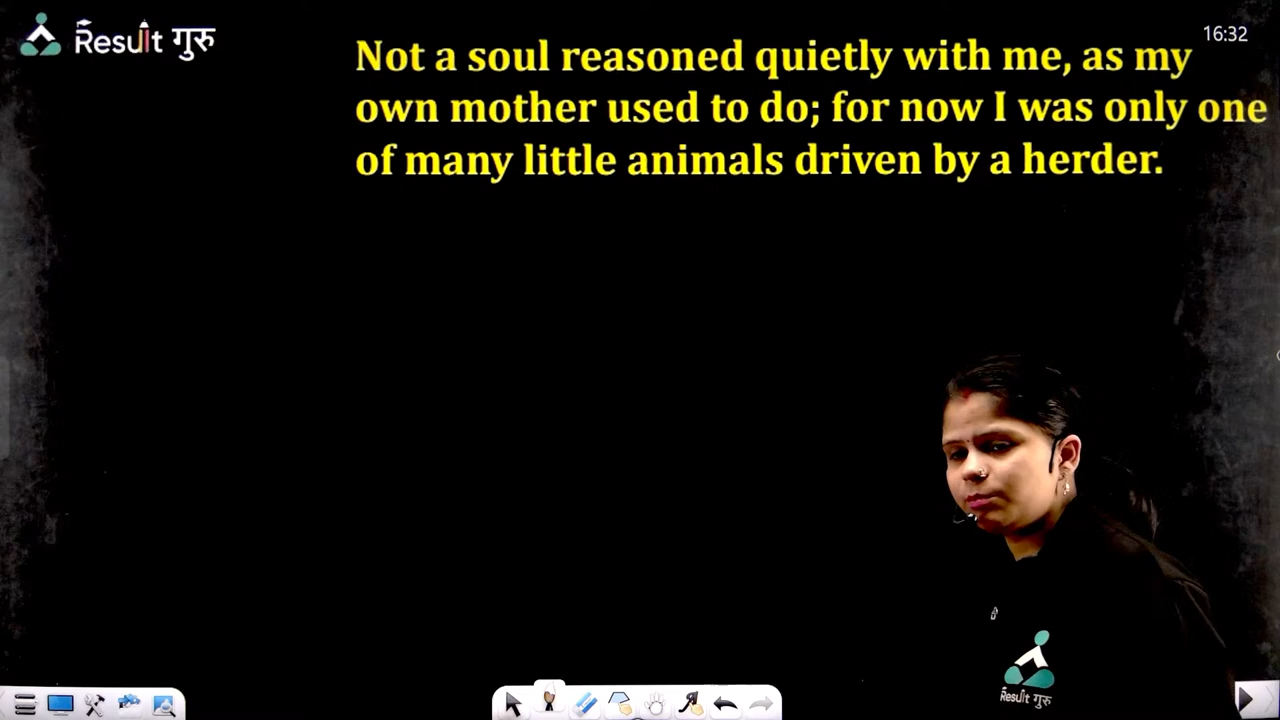 Result गुरु
16:32
Not a soul reasoned quietly with me, as my
own mother used to do; for now I was only one
of many little animals driven by a herder.
Result गुरु